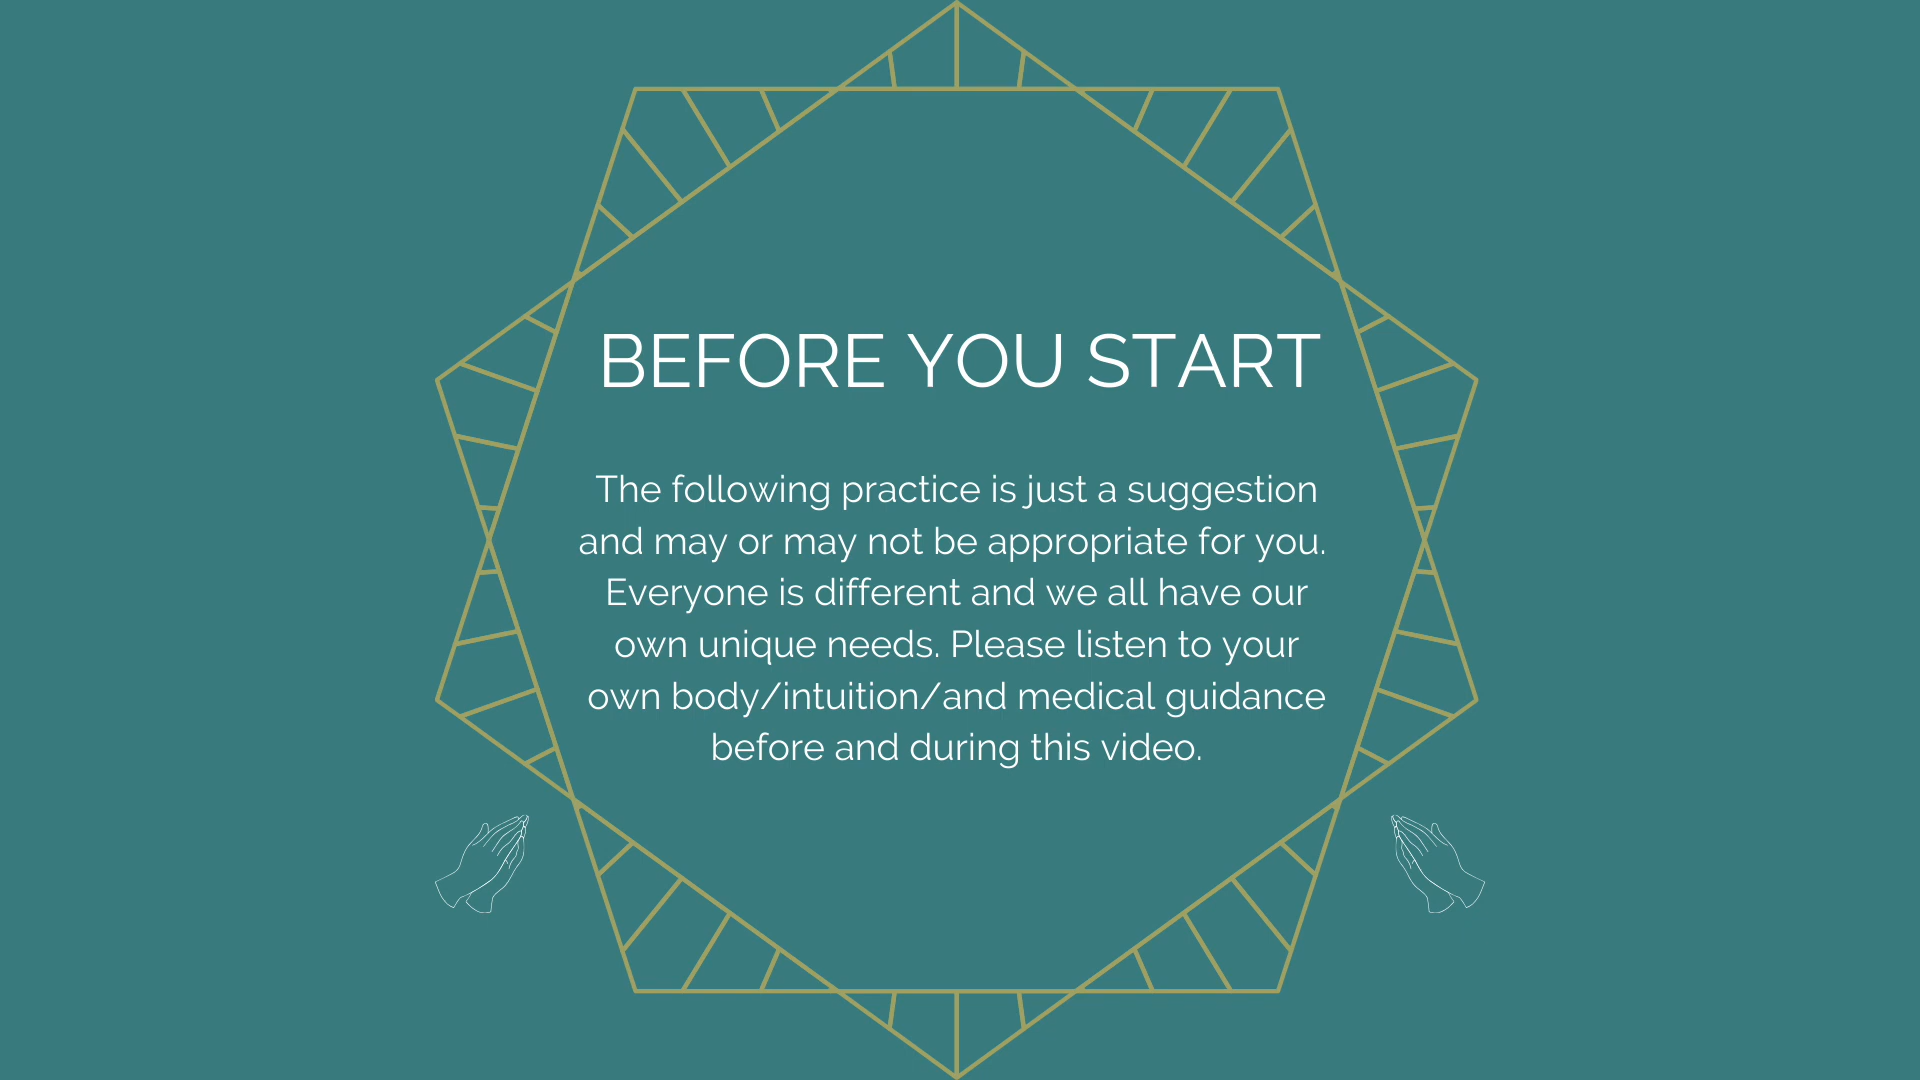 BEFORE YOU START
The following practice is just a suggestion
and may or may not be appropriate for you.
Everyone is different and we all have our
own unique needs. Please listen to your
own body/intuition/and medical guidance
before and during this video.